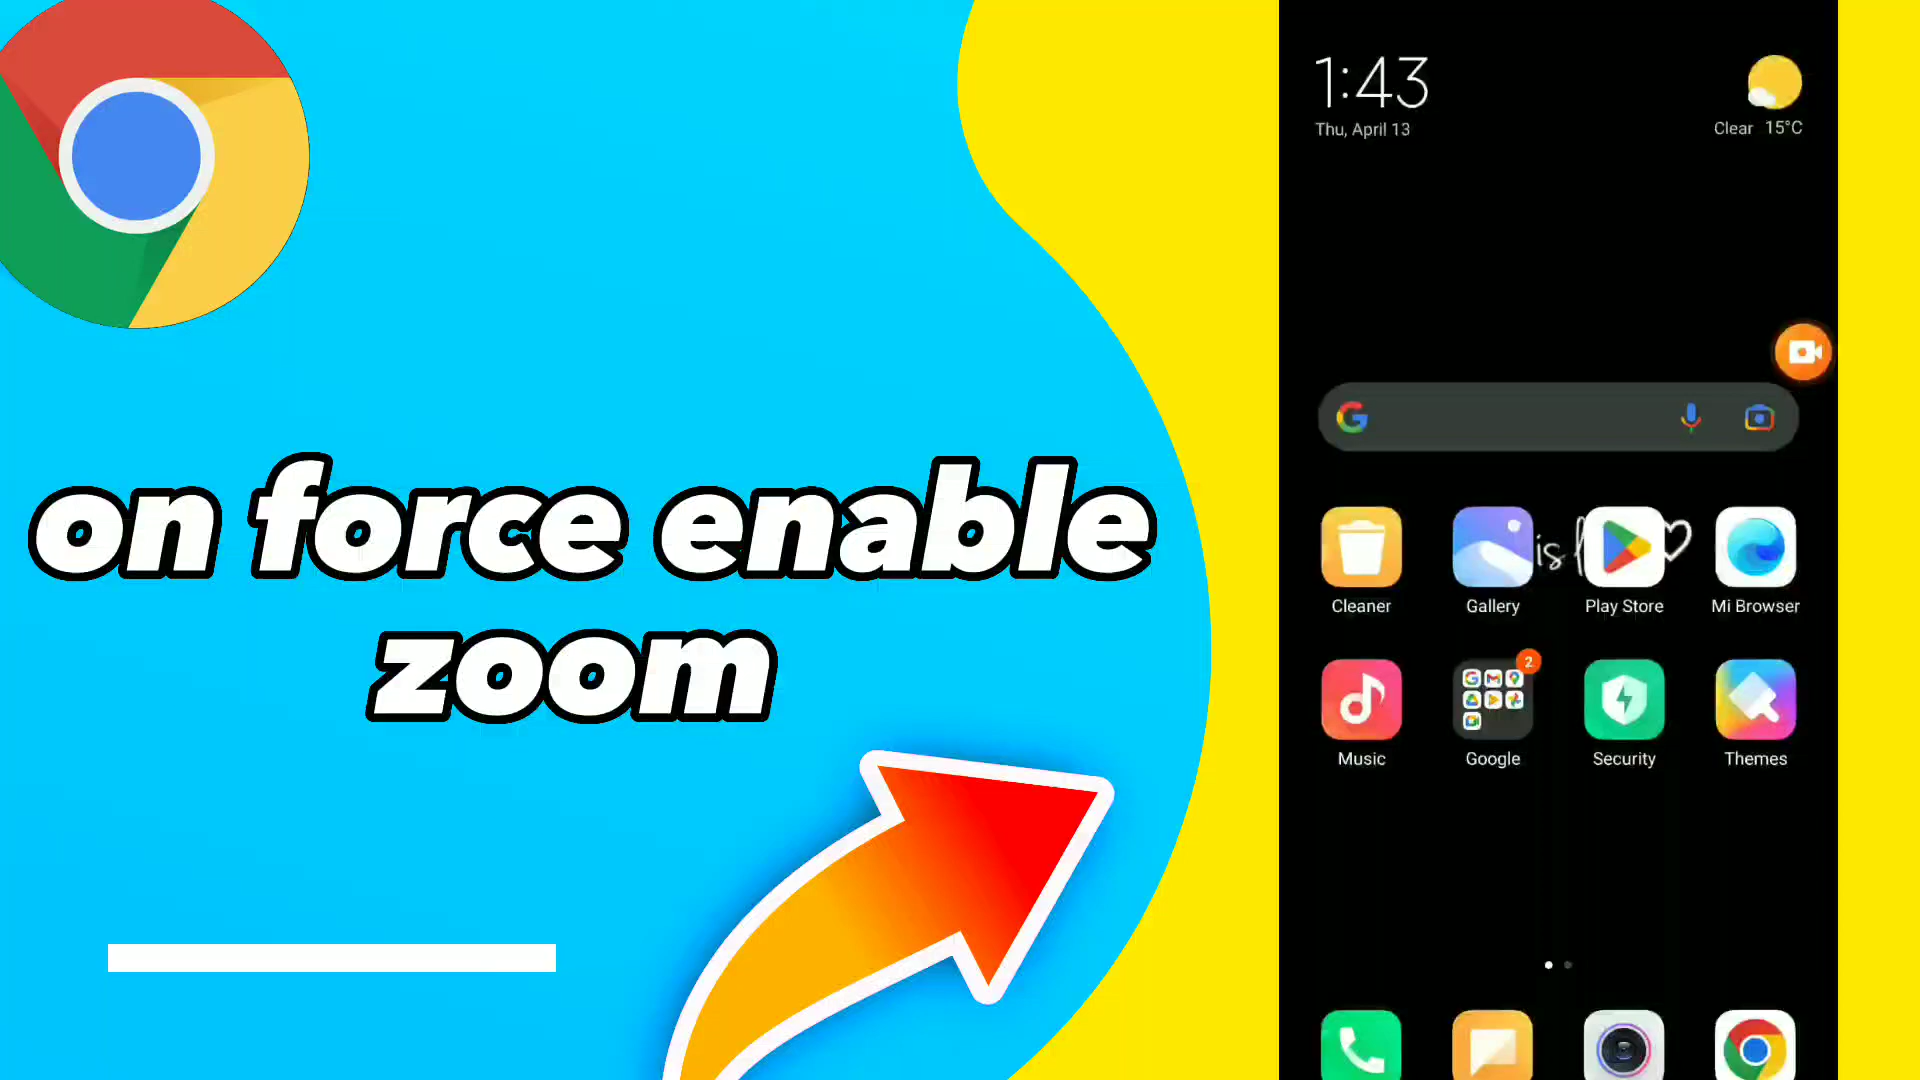 on force enable
zoom
1:43
Thu, April 13
Clear 15°C
is
Cleaner
Gallery
Play Store
Mi Browser
2
Music
Google
Security
Themes